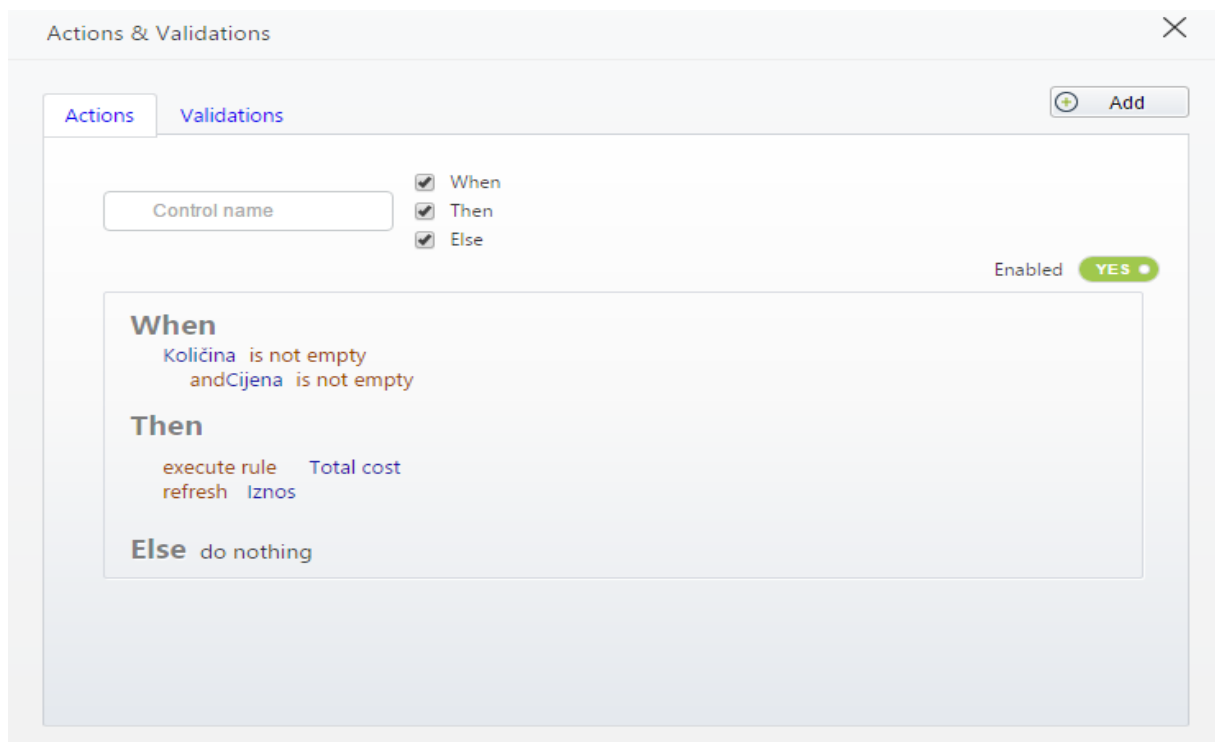 Actions & Validations
Add
Actions Validations
When
Control name
Then
Else
Enabled YES
When
Količina is not empty
andCijena is not empty
Then
execute rule Total cost
refresh Iznos
Else do nothing